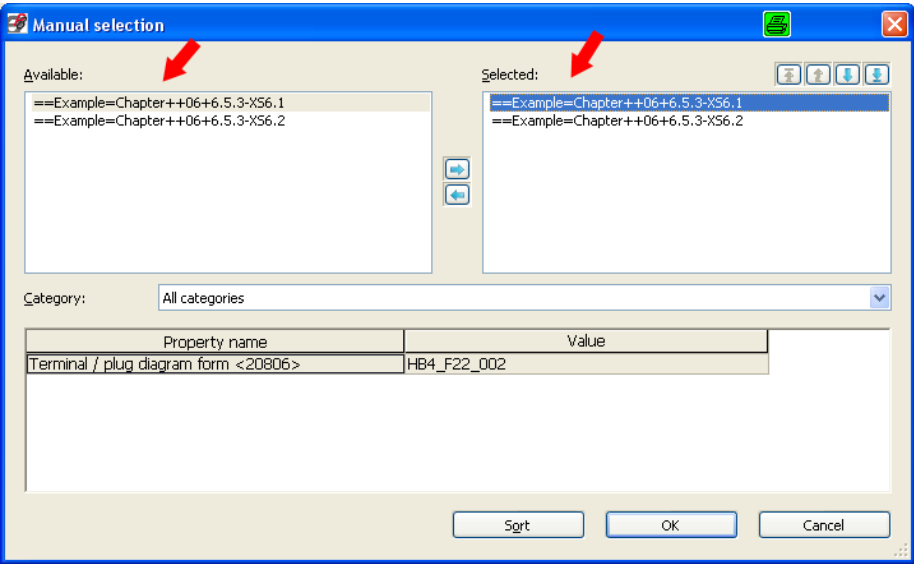 Manual selection
Available:
Selected:
==Example=Chapter++06+6.5.3-XS6.1
==Example=Chapter++06+6.5.3-XS6.2
==Example=Chapter++06+6.5.3-XS6.1
==Example=Chapter++06+6.5.3-XS6.2
Category:
All categories
Property name
Value
Terminal / plug diagram form <20806>
HB4_F22_002
Sort
OK
Cancel